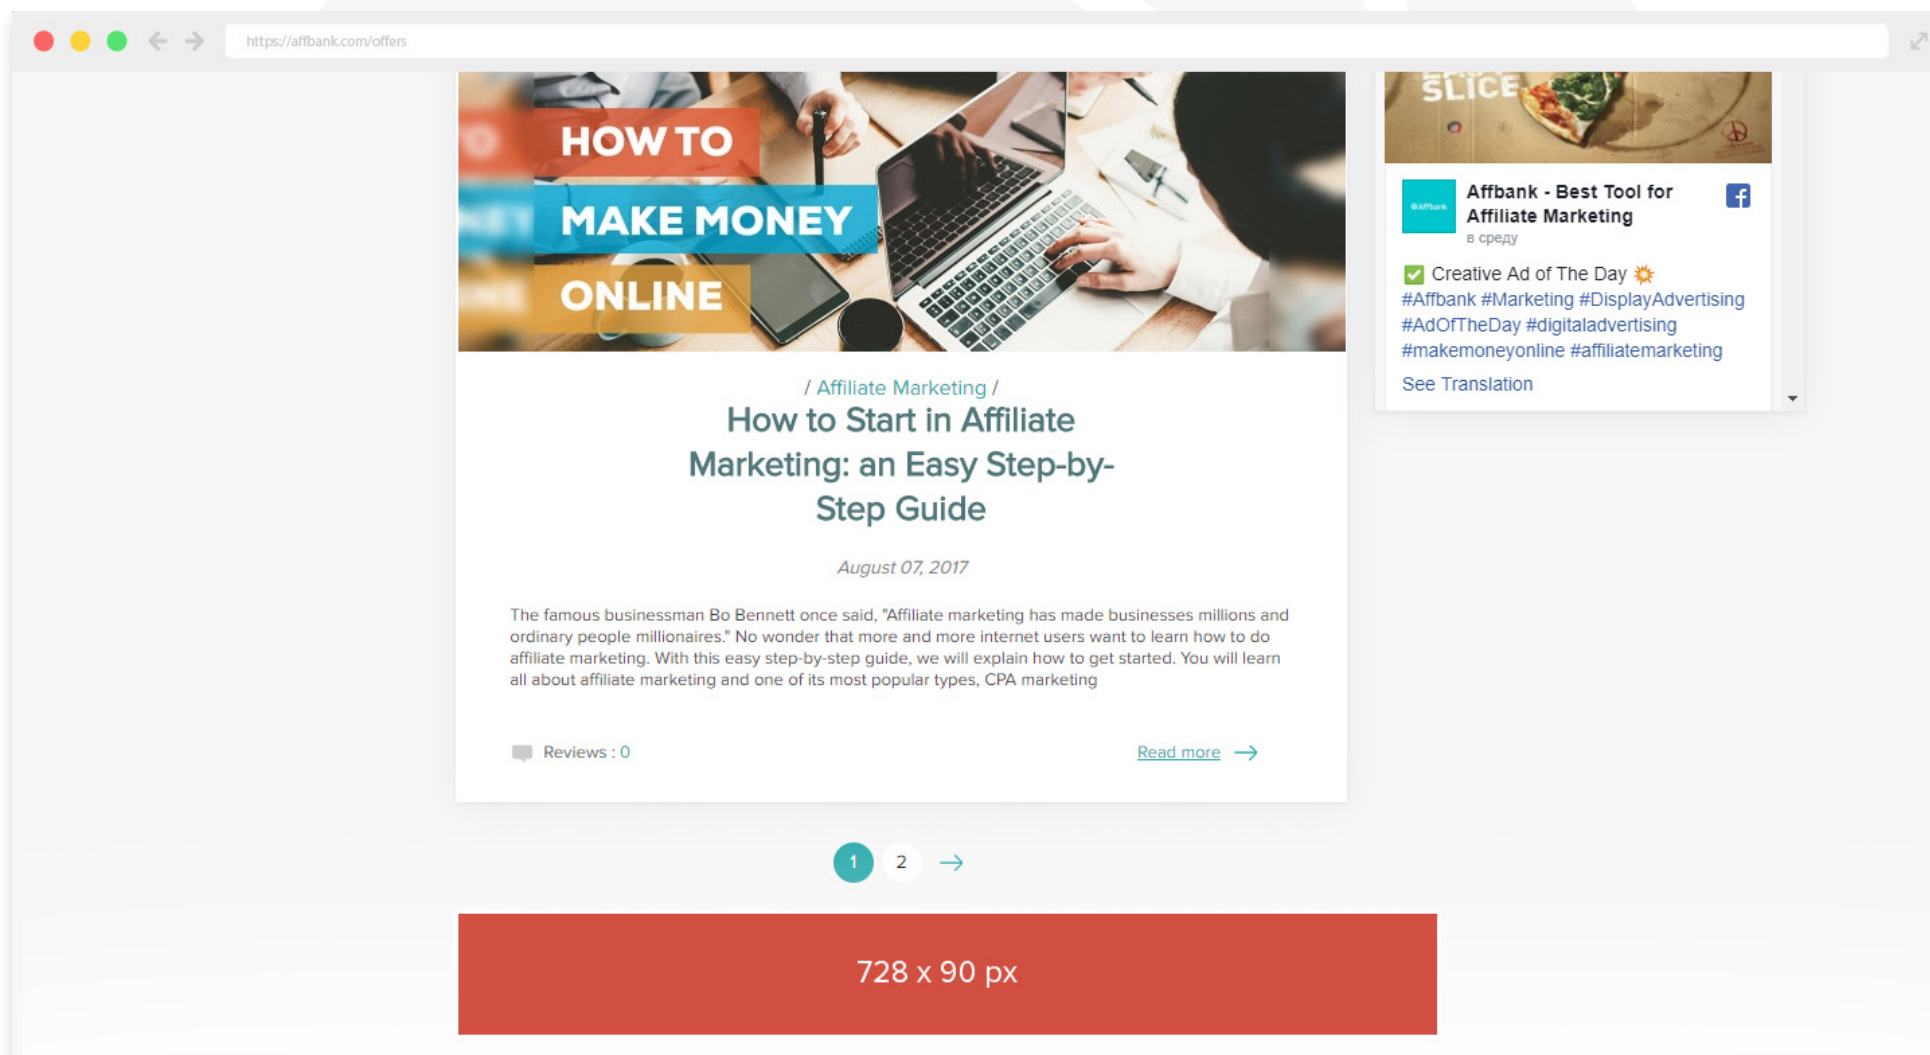 https://affbank.com/offers
HOW TO
MAKE MONEY
ONLINE
/ Affiliate Marketing /
How to Start in Affiliate
Marketing: an Easy Step-by-
Step Guide
August 07, 2017
The famous businessman Bo Bennett once said, "Affiliate marketing has made businesses millions and
ordinary people millionaires." No wonder that more and more internet users want to learn how to do
affiliate marketing. With this easy step-by-step guide, we will explain how to get started. You will learn
all about affiliate marketing and one of its most popular types, CPA marketing
Reviews : 0
Read more
1 2
728 x 90 px
SLICE
@Affbank
Affbank - Best Tool for
Affiliate Marketing
в среду
Creative Ad of The Day
#Affbank #Marketing #DisplayAdvertising
#AdOfTheDay #digitaladvertising
#makemoneyonline #affiliatemarketing
See Translation